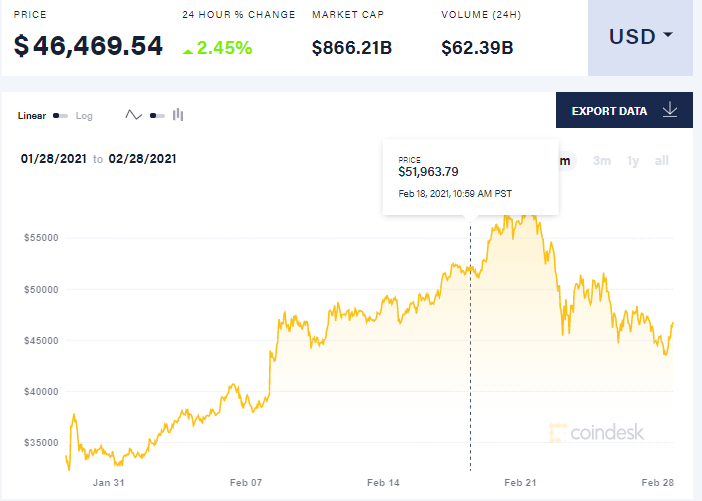 PRICE 24 HOUR % CHANGE MARKET CAP VOLUME (24H)
$46,469.54 2.45% $866.21B $62.39B USD
Linear Log EXPORT DATA
01/28/2021 to 02/28/2021 m 3m 1y all
PRICE
$51,963.79
Feb 18, 2021, 10:59 AM PST
$55000
$50000
$45000
$40000
$35000
coindesk
Jan 31 Feb 07 Feb 14 Feb 21 Feb 28